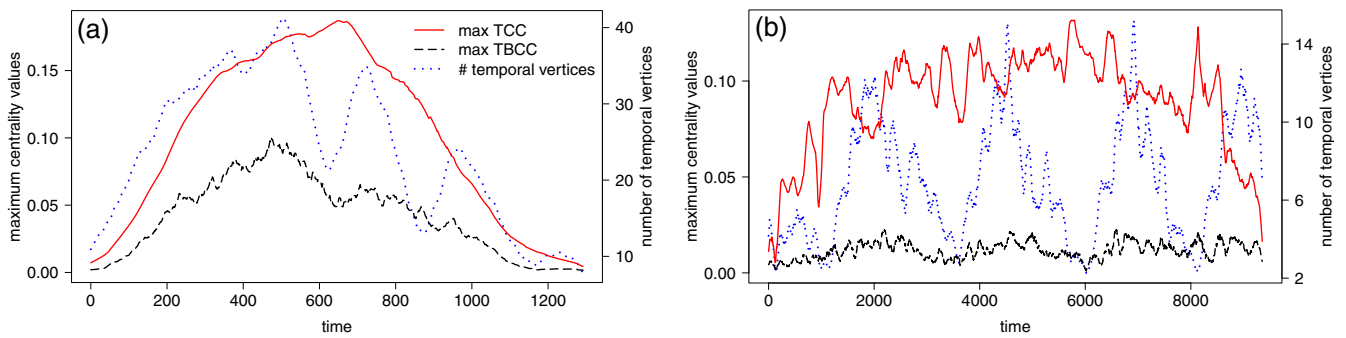 (a)
max TCC
max TBCC
# temporal vertices
maximum centrality values
0.00
0.05
0.10
0.15
number of temporal vertices
10
20
30
40
0
200
400
600
800
1000
1200
time
(b)
maximum centrality values
0.00
0.05
0.10
number of temporal vertices
2
6
10
14
0
2000
4000
6000
8000
time